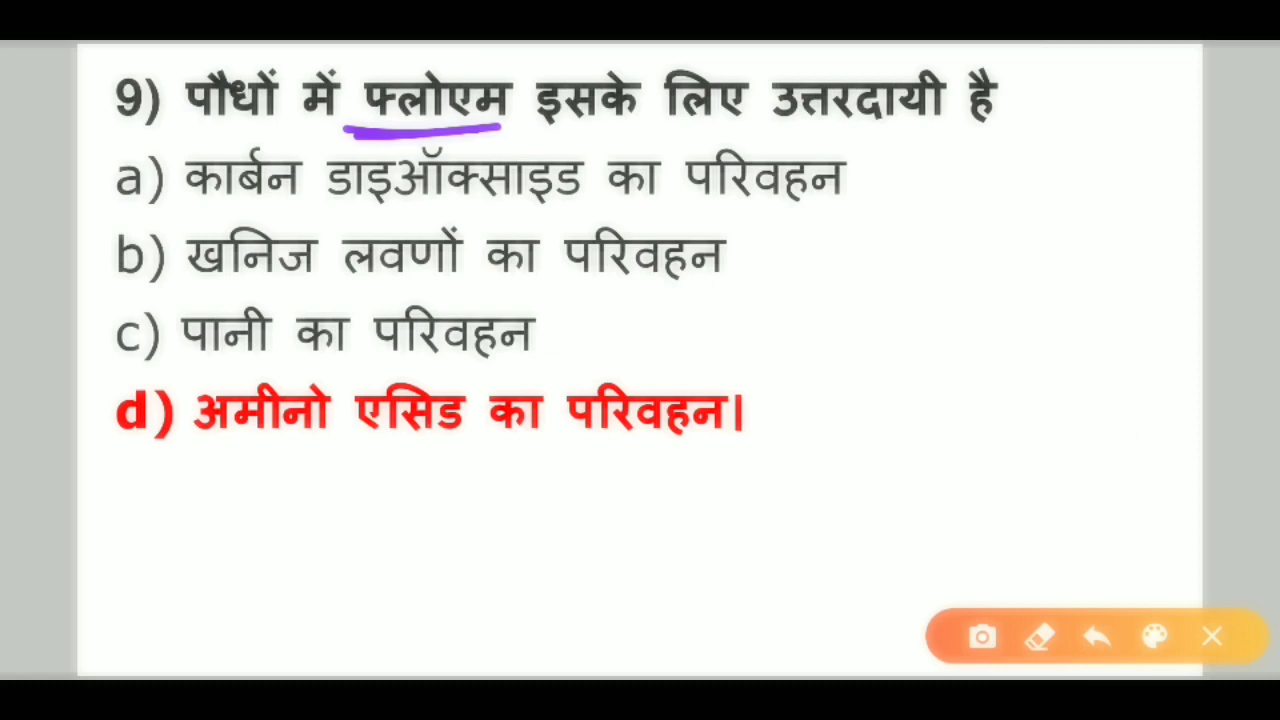 9) पौधों में फ्लोएम इसके लिए उत्तरदायी है
a) कार्बन डाइऑक्साइड का परिवहन
b) खनिज लवणों का परिवहन
c) पानी का परिवहन
d) अमीनो एसिड का परिवहन।